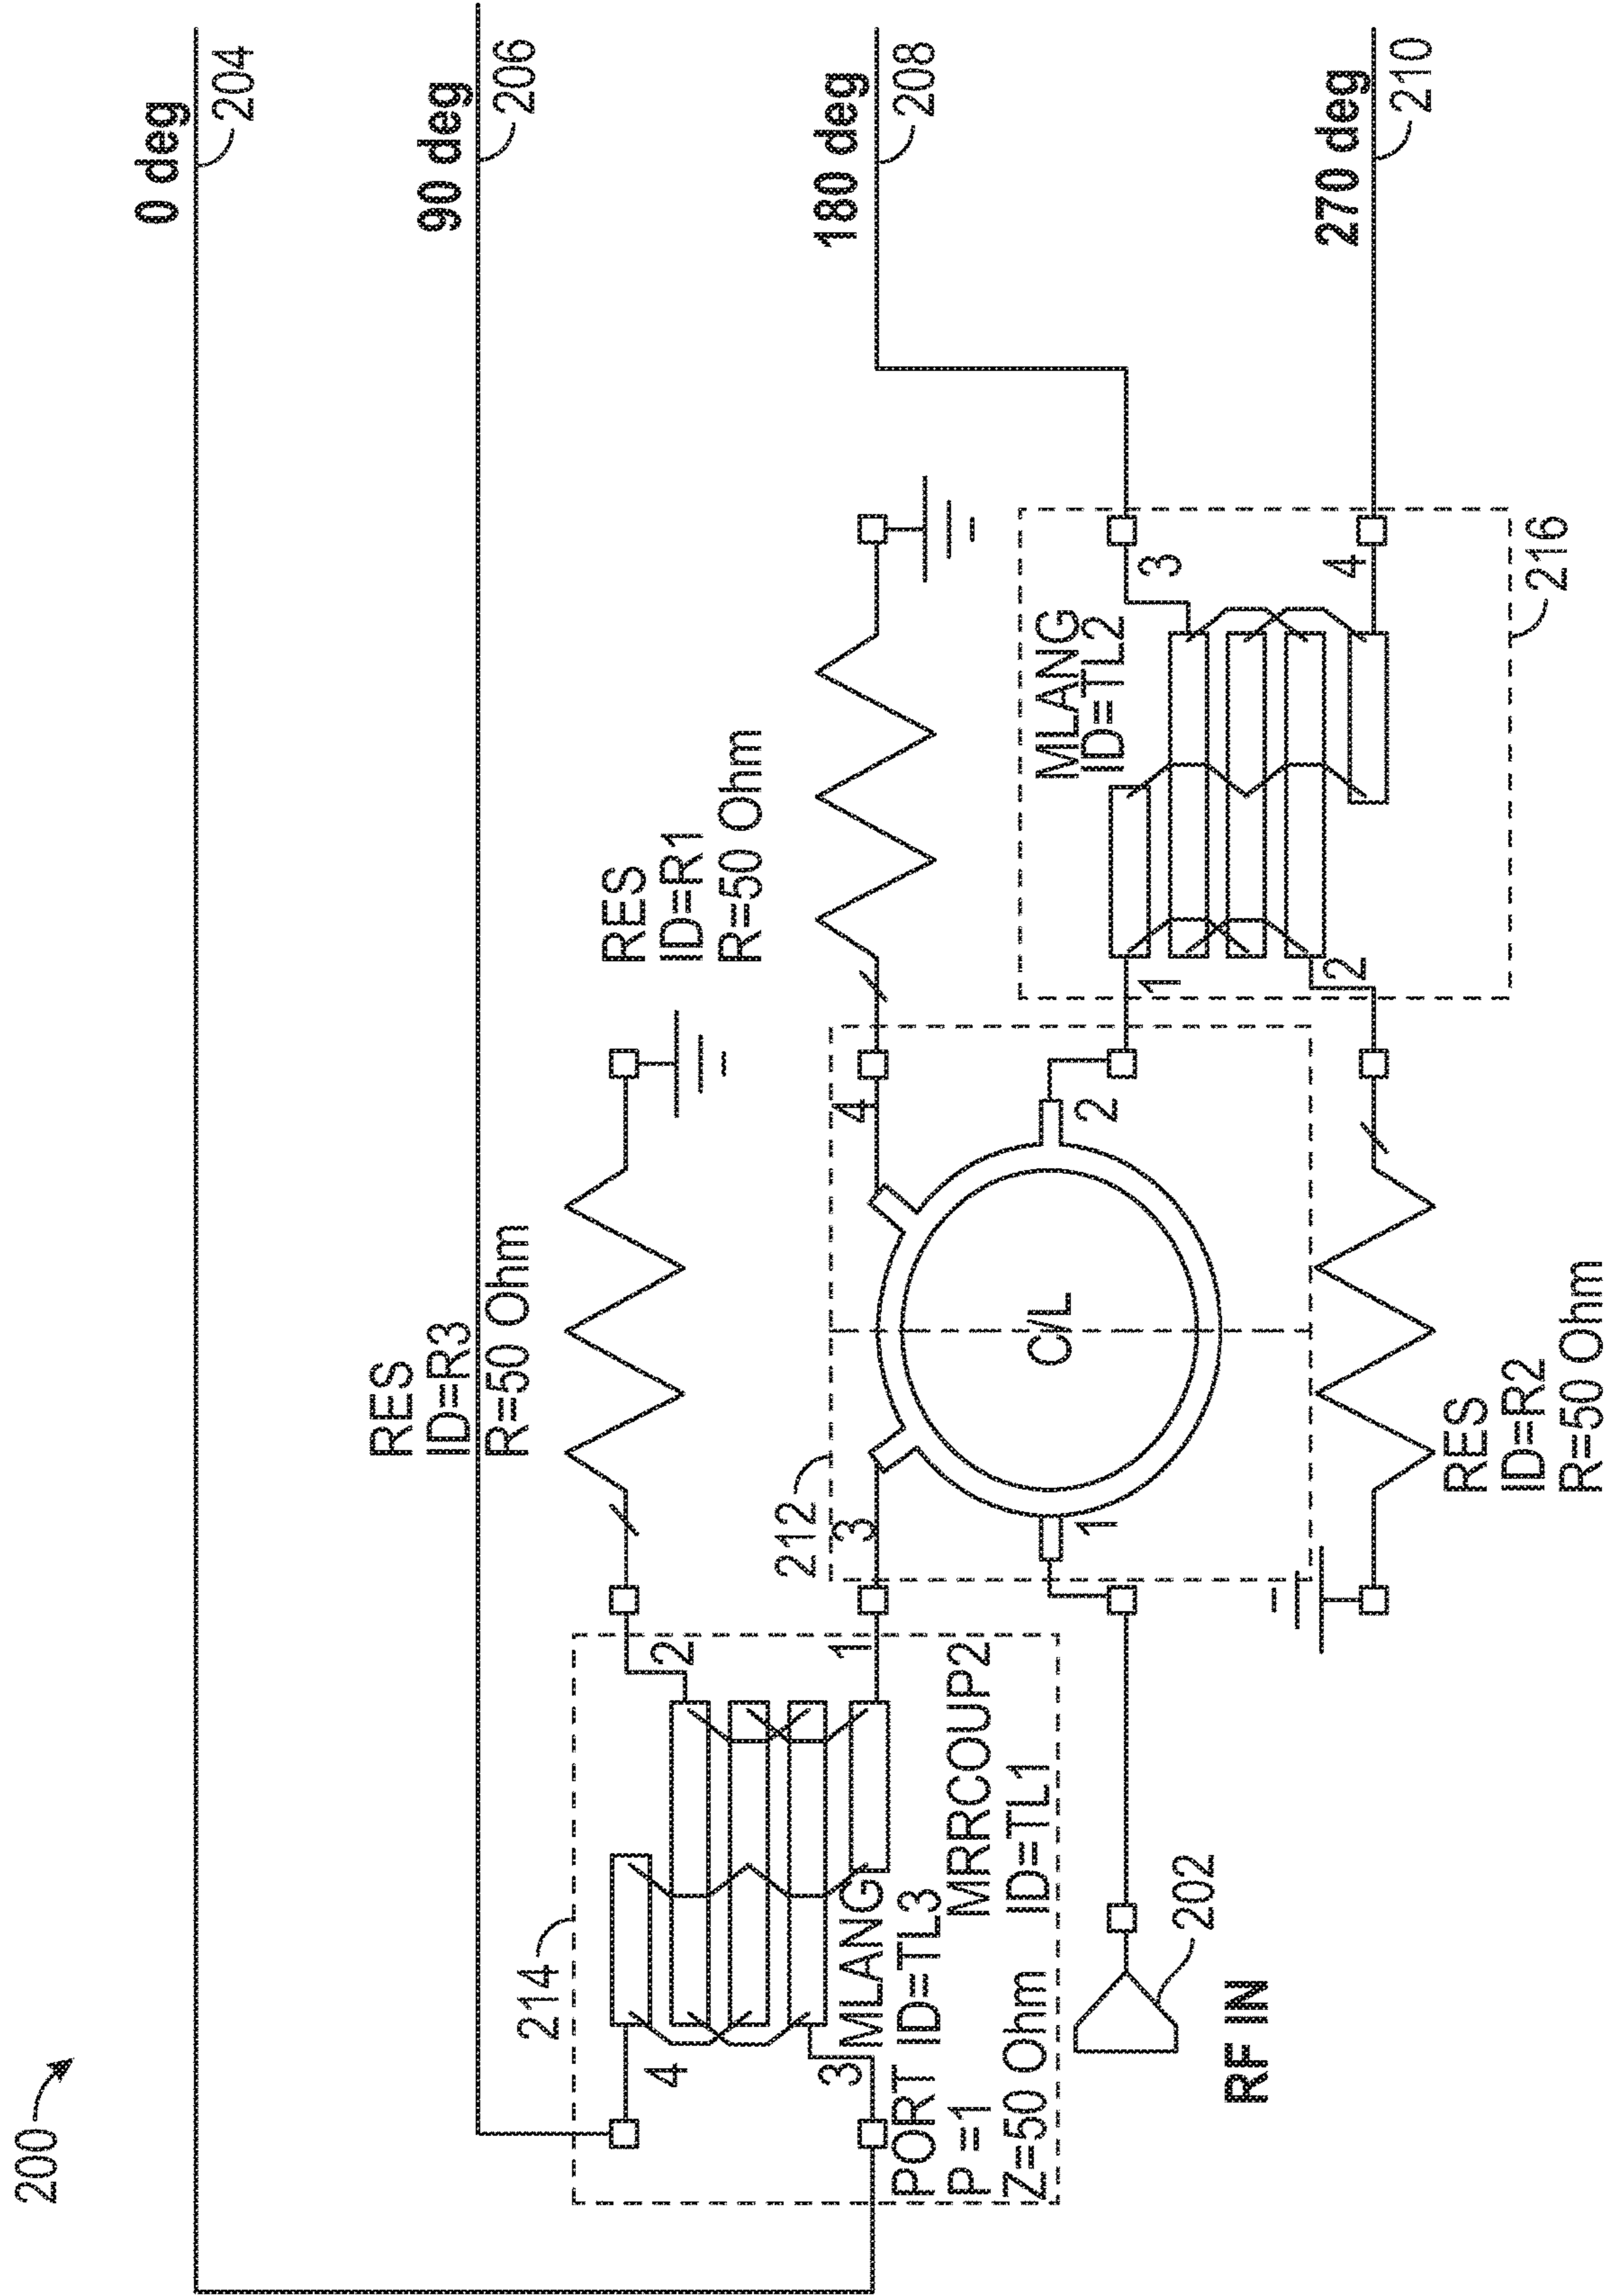 200
0 deg
204
90 deg
206
180 deg
208
270 deg
210
RES
ID=R3
R=50 Ohm
RES
ID=R1
R=50 Ohm
214
2
1
4
3
MLANG
ID=TL3
MRRCOUP2
ID=TL1
PORT
P =1
Z=50 Ohm
202
RF IN
212
3
4
1
2
C/L
MLANG
ID=TL2
1
2
3
4
216
RES
ID=R2
R=50 Ohm